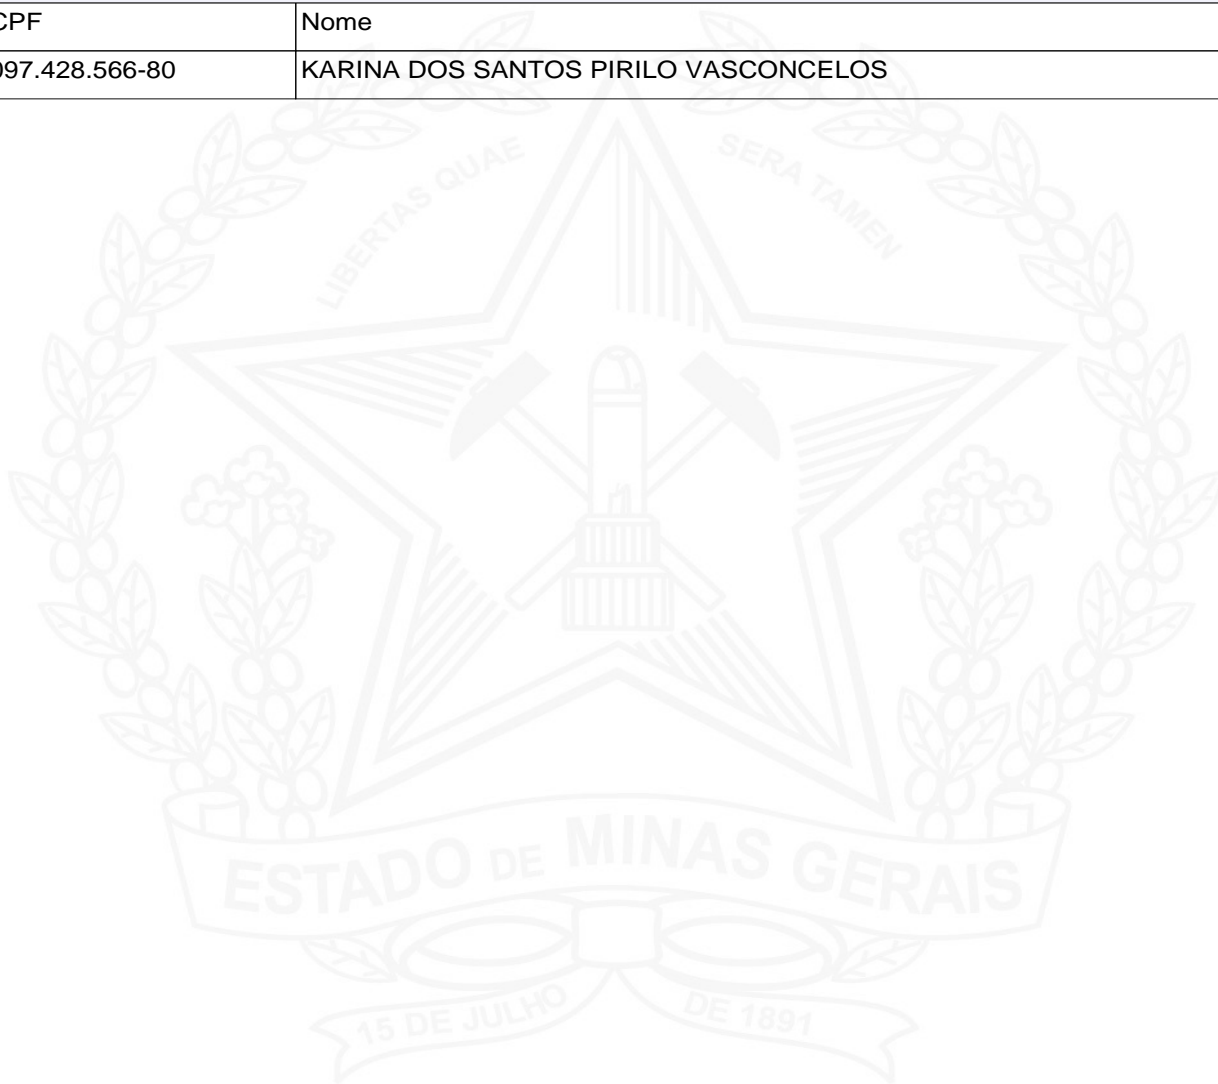 CPF Nome
097.428.566-80 KARINA DOS SANTOS PIRILO VASCONCELOS
LIBERTAS QUAE SERA TAMEN
ESTADO DE MINAS GERAIS
15 DE JULHO DE 1891